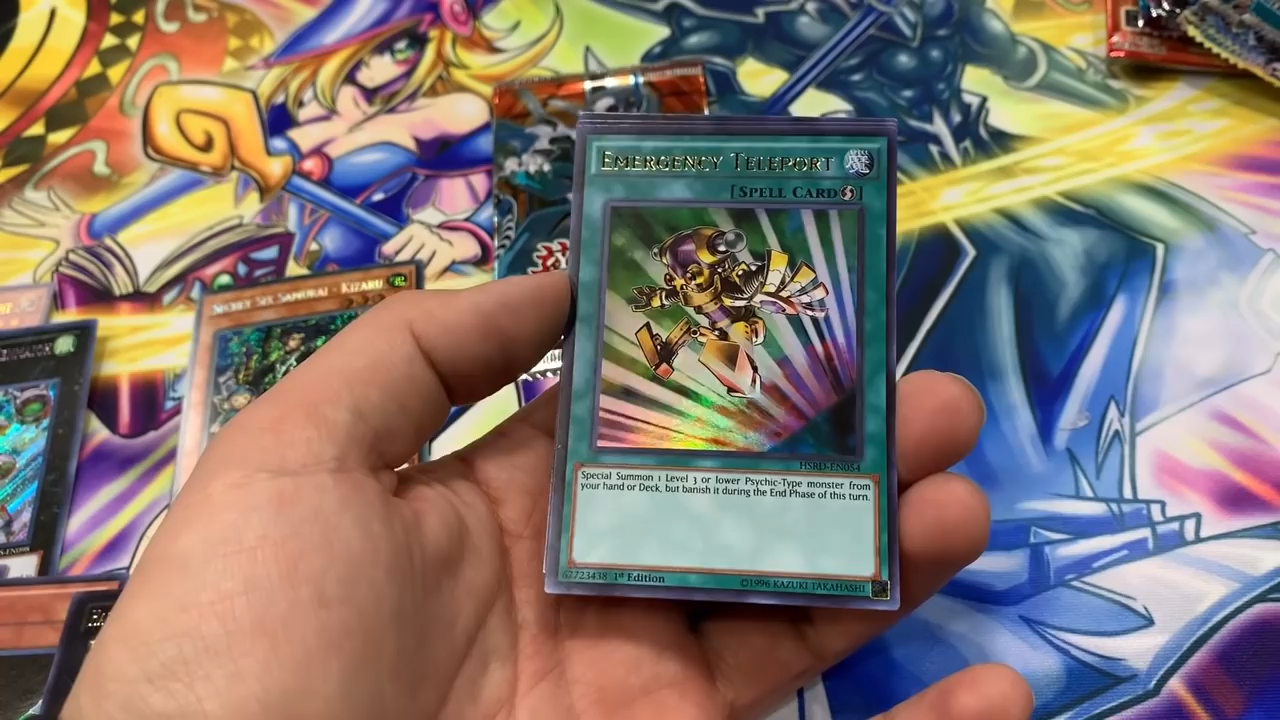 EMERGENCY TELEPORT
[SPELL CARD]
HSRD-EN054
Special Summon 1 Level 3 or lower Psychic-Type monster from
your hand or Deck, but banish it during the End Phase of this turn.
67723438 1st Edition
©1996 KAZUKI TAKAHASHI
SECRET SIX SAMURAI - KIZARU